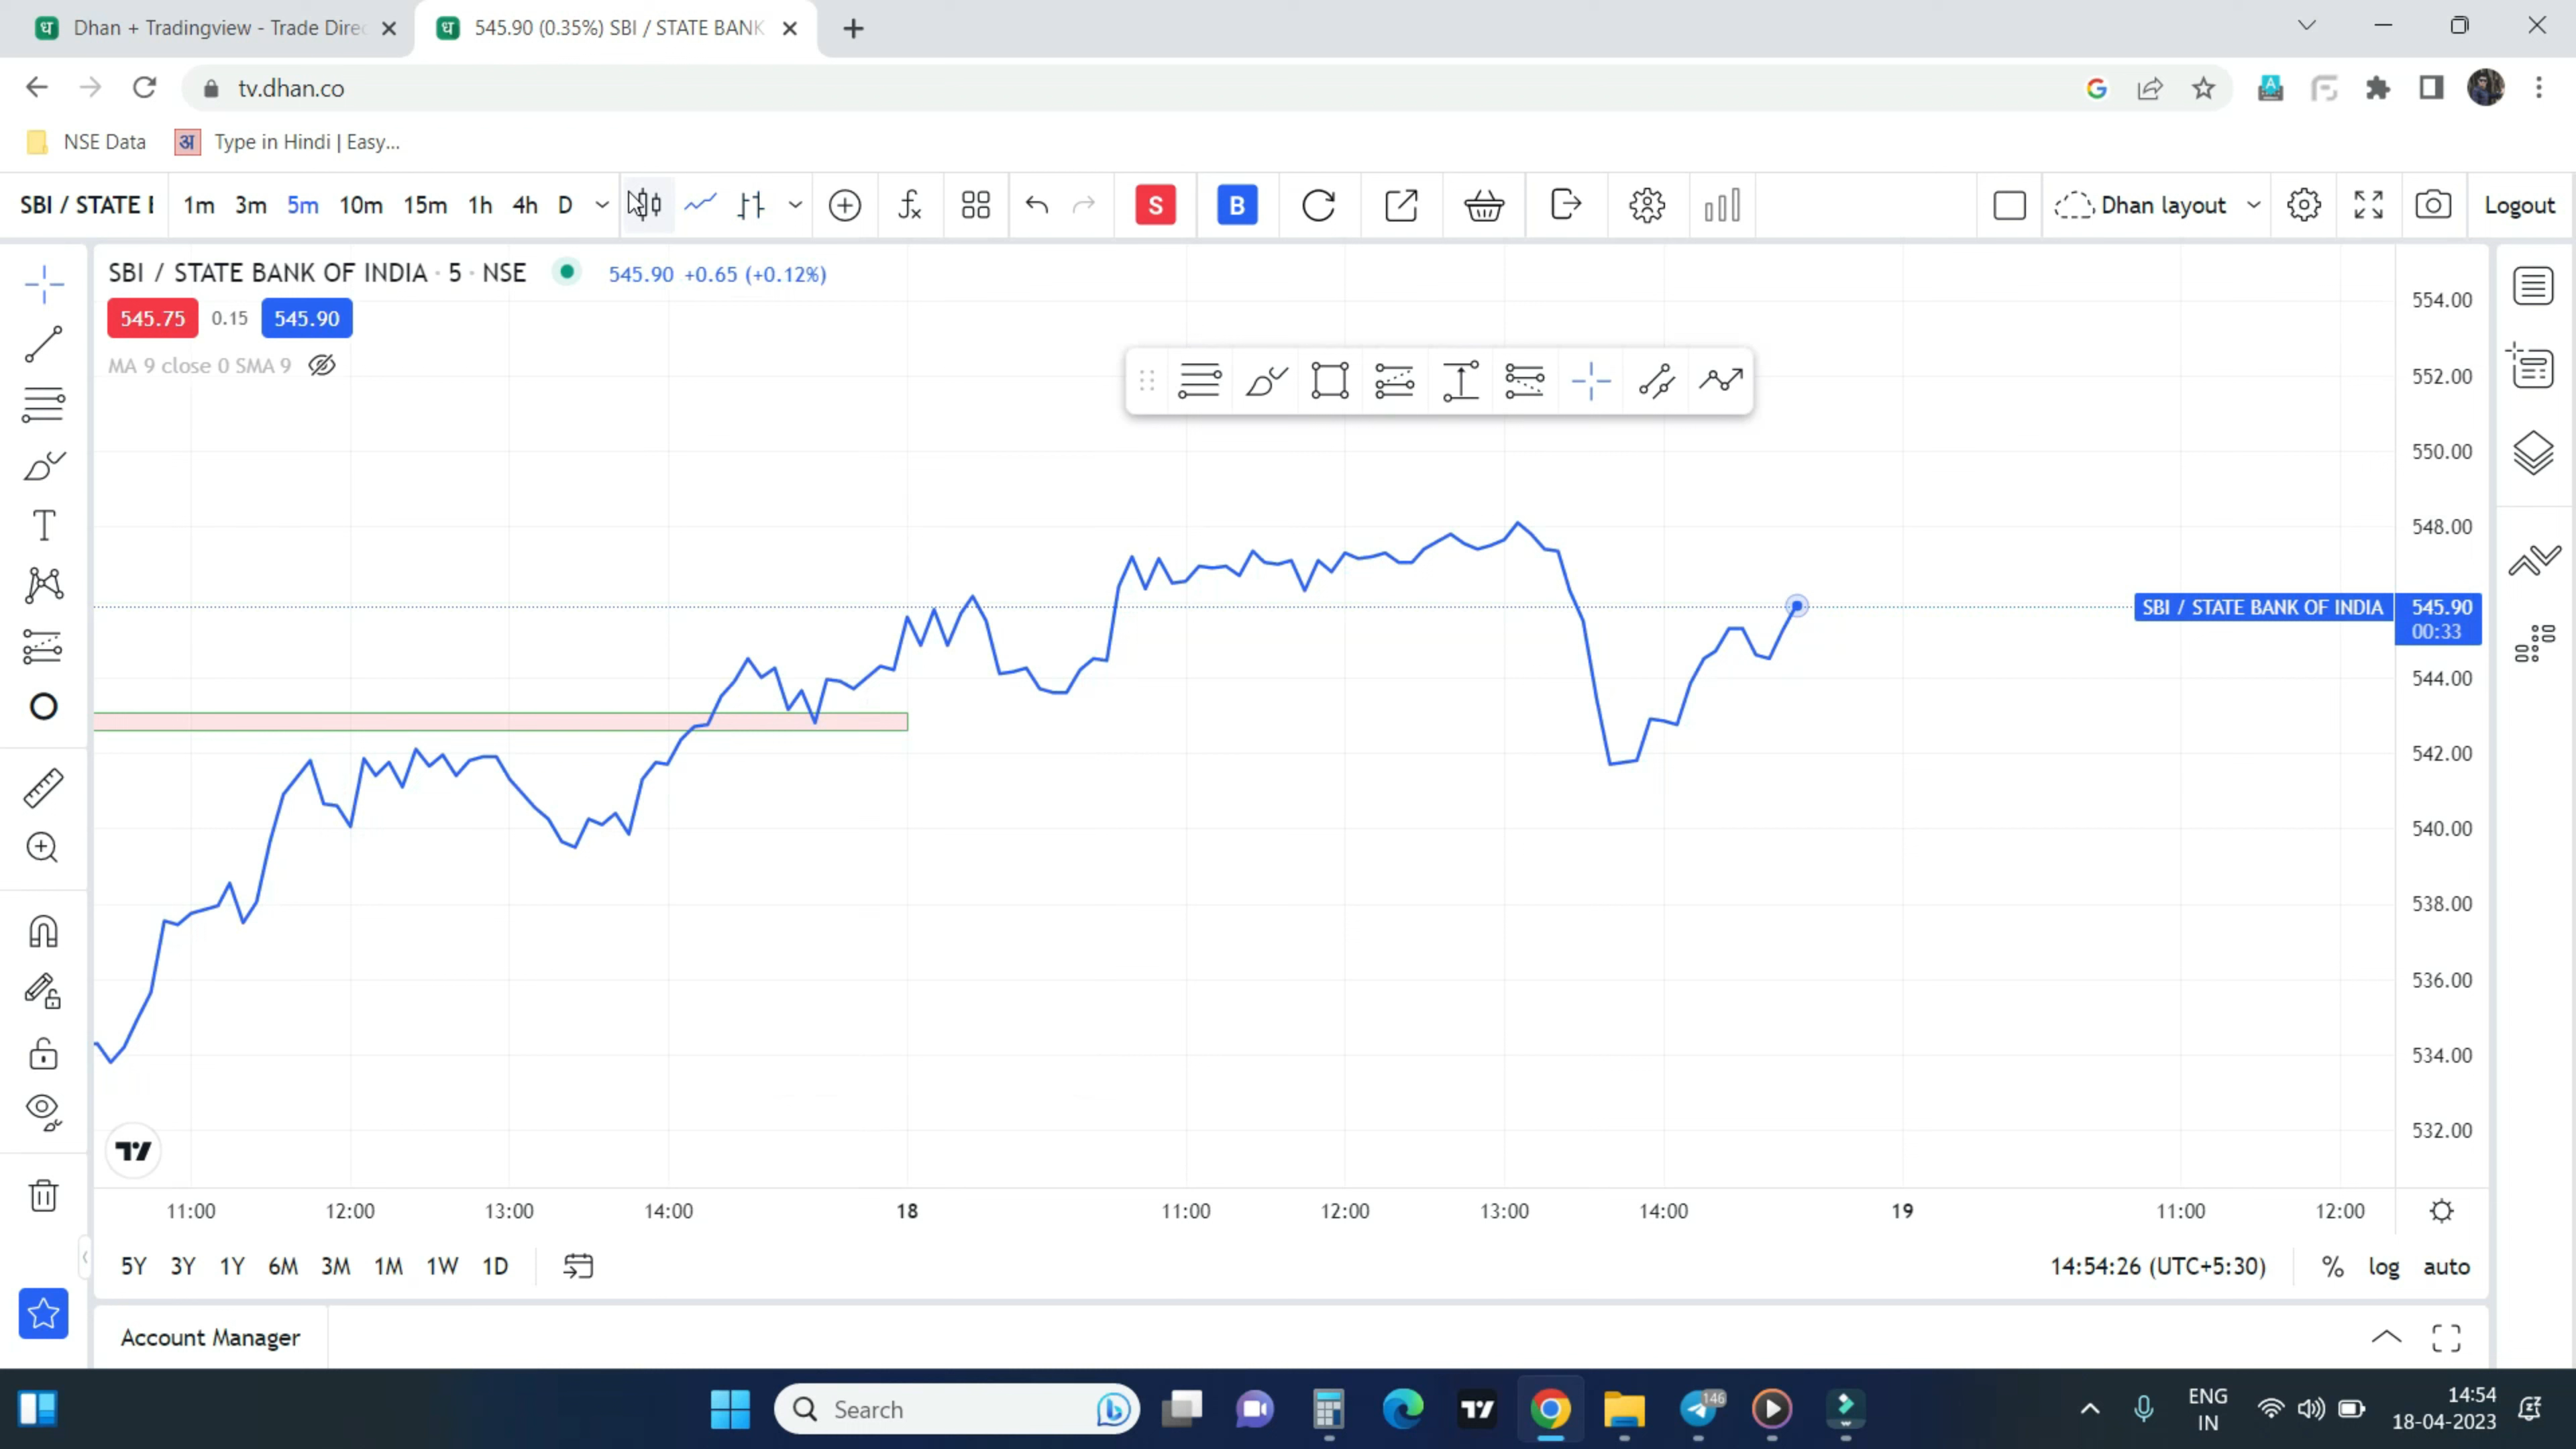 Dhan + Tradingview - Trade Direc
545.90 (0.35%) SBI / STATE BANK
tv.dhan.co
NSE Data
अ Type in Hindi | Easy...
SBI / STATE
1m 3m 5m 10m 15m 1h 4h D
S B
Dhan layout
Logout
SBI / STATE BANK OF INDIA · 5 · NSE
545.90 +0.65 (+0.12%)
545.75 0.15 545.90
MA 9 close 0 SMA 9
554.00
552.00
550.00
548.00
SBI / STATE BANK OF INDIA 545.90
00:33
544.00
542.00
540.00
538.00
536.00
534.00
532.00
11:00 12:00 13:00 14:00 18 11:00 12:00 13:00 14:00 19 11:00 12:00
5Y 3Y 1Y 6M 3M 1M 1W 1D
14:54:26 (UTC+5:30) % log auto
Account Manager
Search
146
ENG
IN
14:54
18-04-2023